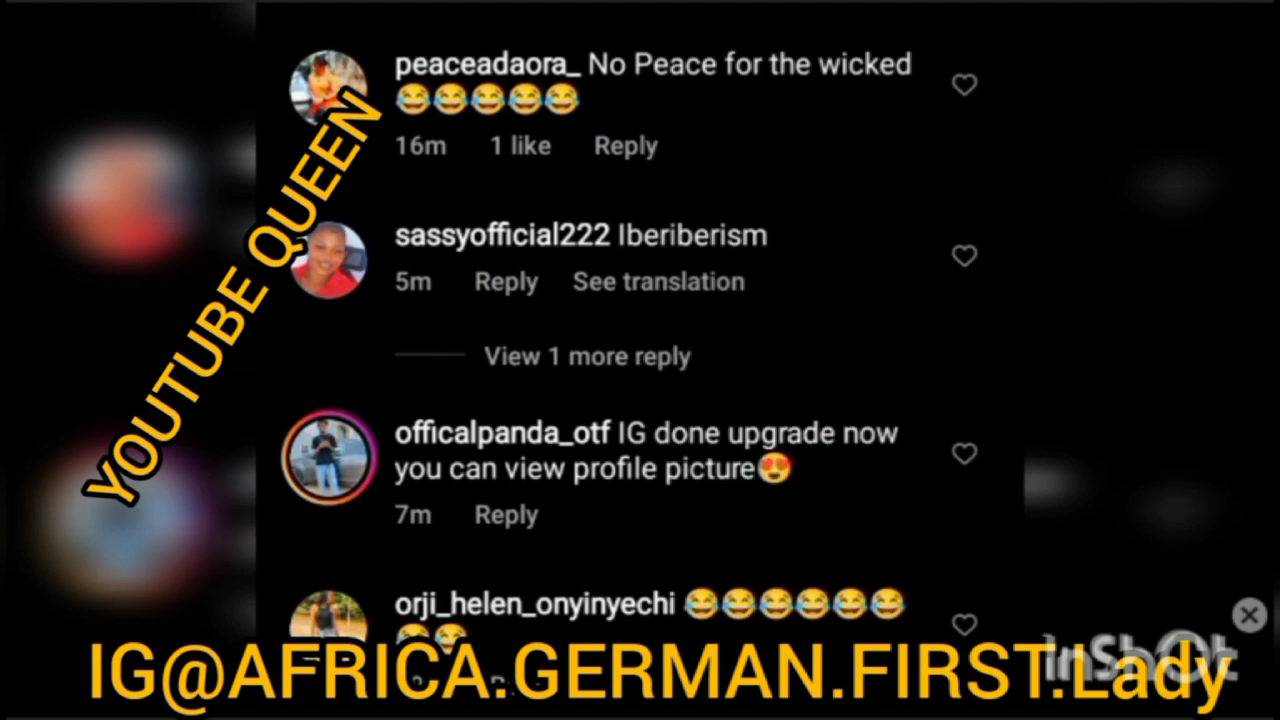 peaceadaora_ No Peace for the wicked
😂😂😂😂😂
16m 1 like Reply
YOUTUBE QUEEN
sassyofficial222 Iberiberism
5m Reply See translation
View 1 more reply
officalpanda_otf IG done upgrade now
you can view profile picture😍
7m Reply
orji_helen_onyinyechi 😂😂😂😂😂😂
😂😂
IG@AFRICA.GERMAN.FIRST.Lady
InShOt